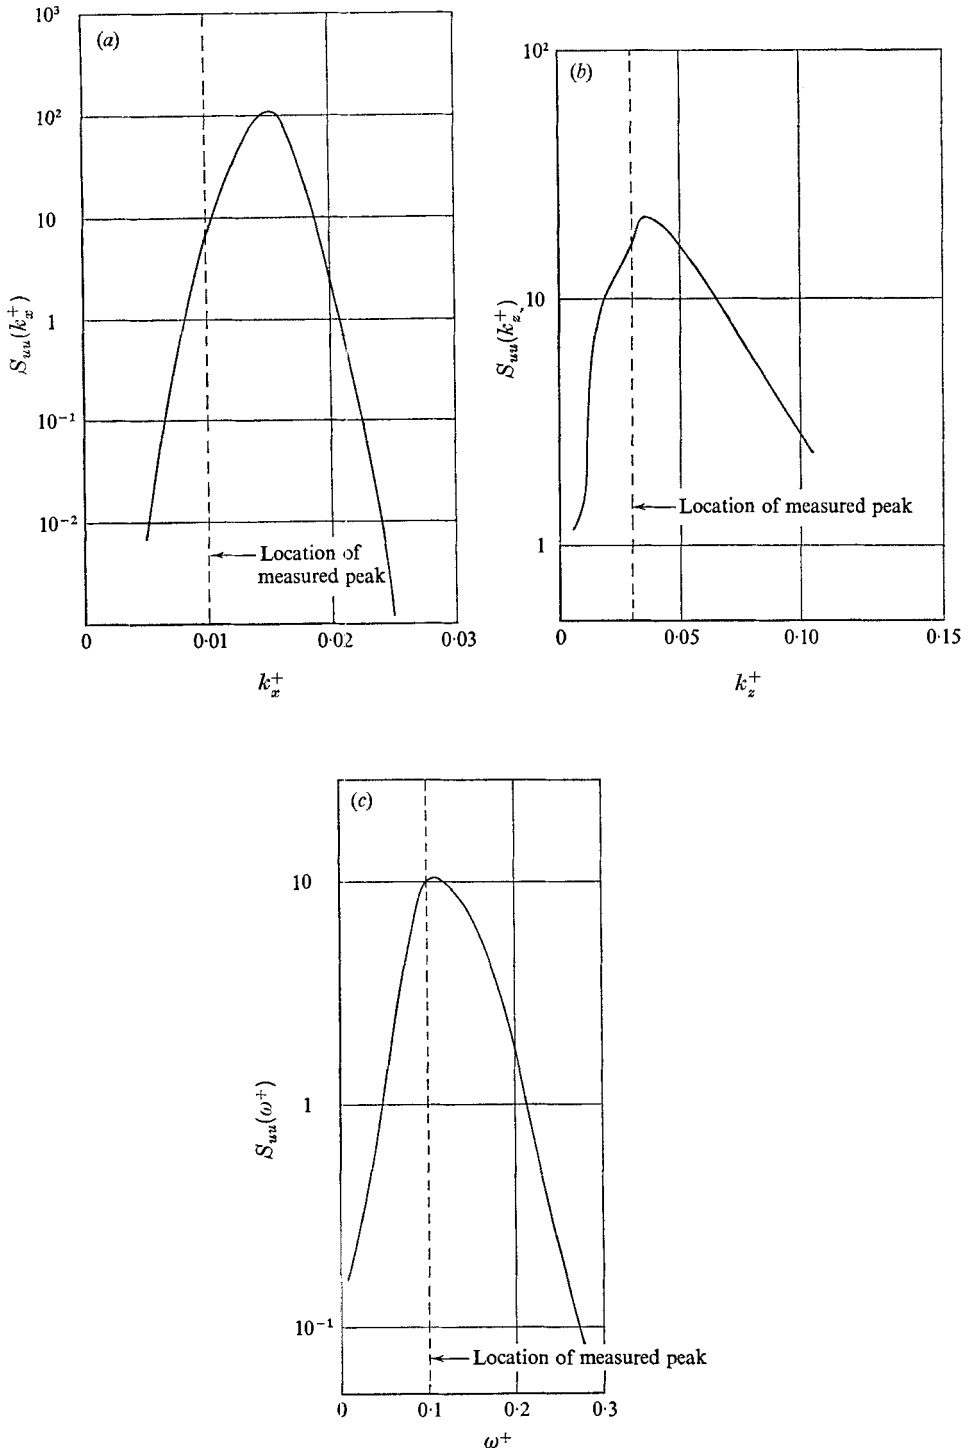 (a)
10³
10²
10
1
10⁻¹
10⁻²
S_uu(k_x⁺)
Location of
measured peak
0 0·01 0·02 0·03
k_x⁺
(b)
10²
10
1
S_uu(k_z⁺)
Location of measured peak
0 0·05 0·10 0·15
k_z⁺
(c)
10
1
10⁻¹
S_uu(ω⁺)
Location of measured peak
0 0·1 0·2 0·3
ω⁺